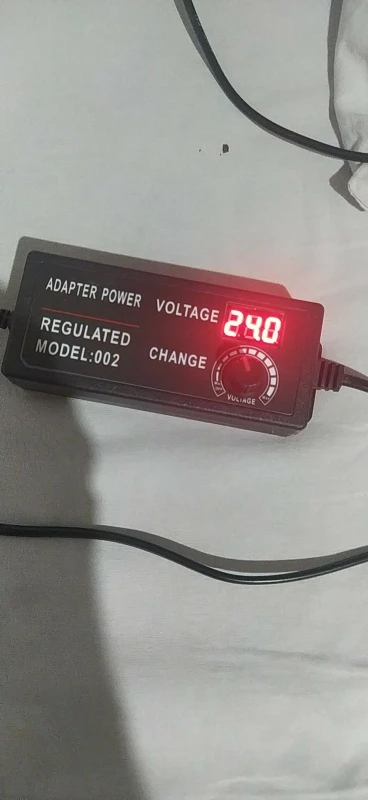 ADAPTER POWER
REGULATED
MODEL:002
VOLTAGE
24.0
CHANGE
VOLTAGE